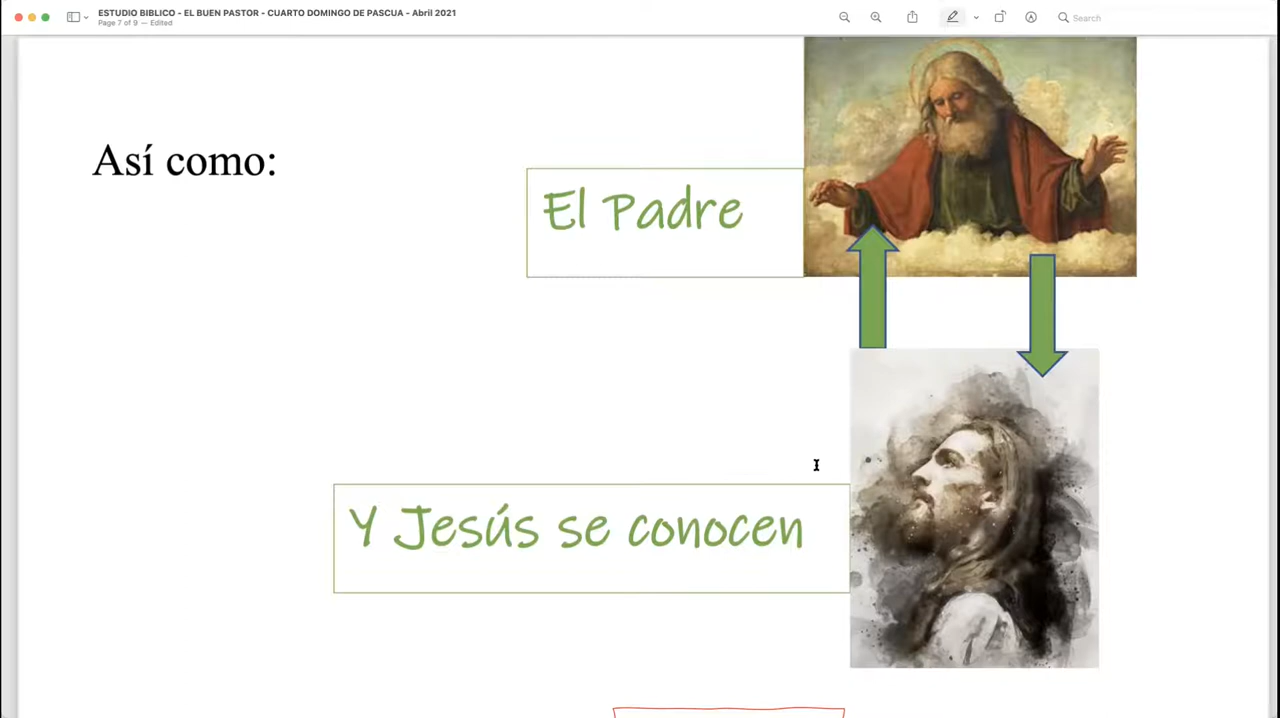 ESTUDIO BIBLICO - EL BUEN PASTOR - CUARTO DOMINGO DE PASCUA - Abril 2021
Page 7 of 9 — Edited
Search
Así como:
El Padre
Y Jesús se conocen